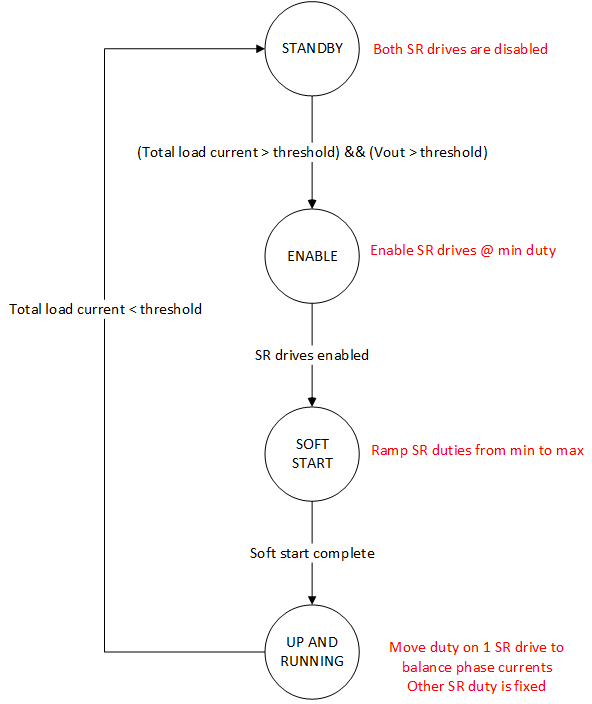 STANDBY
Both SR drives are disabled
(Total load current > threshold) && (Vout > threshold)
ENABLE
Enable SR drives @ min duty
Total load current < threshold
SR drives enabled
SOFT
START
Ramp SR duties from min to max
Soft start complete
UP AND
RUNNING
Move duty on 1 SR drive to
balance phase currents
Other SR duty is fixed